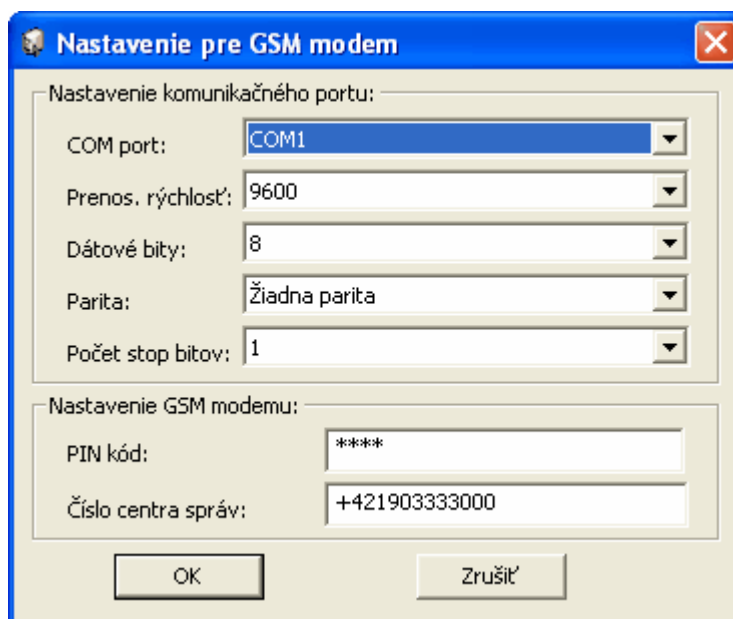 Nastavenie pre GSM modem
Nastavenie komunikačného portu:
COM port: COM1
Prenos. rýchlosť: 9600
Dátové bity: 8
Parita: Žiadna parita
Počet stop bitov: 1
Nastavenie GSM modemu:
PIN kód: ****
Číslo centra správ: +421903333000
OK Zrušiť